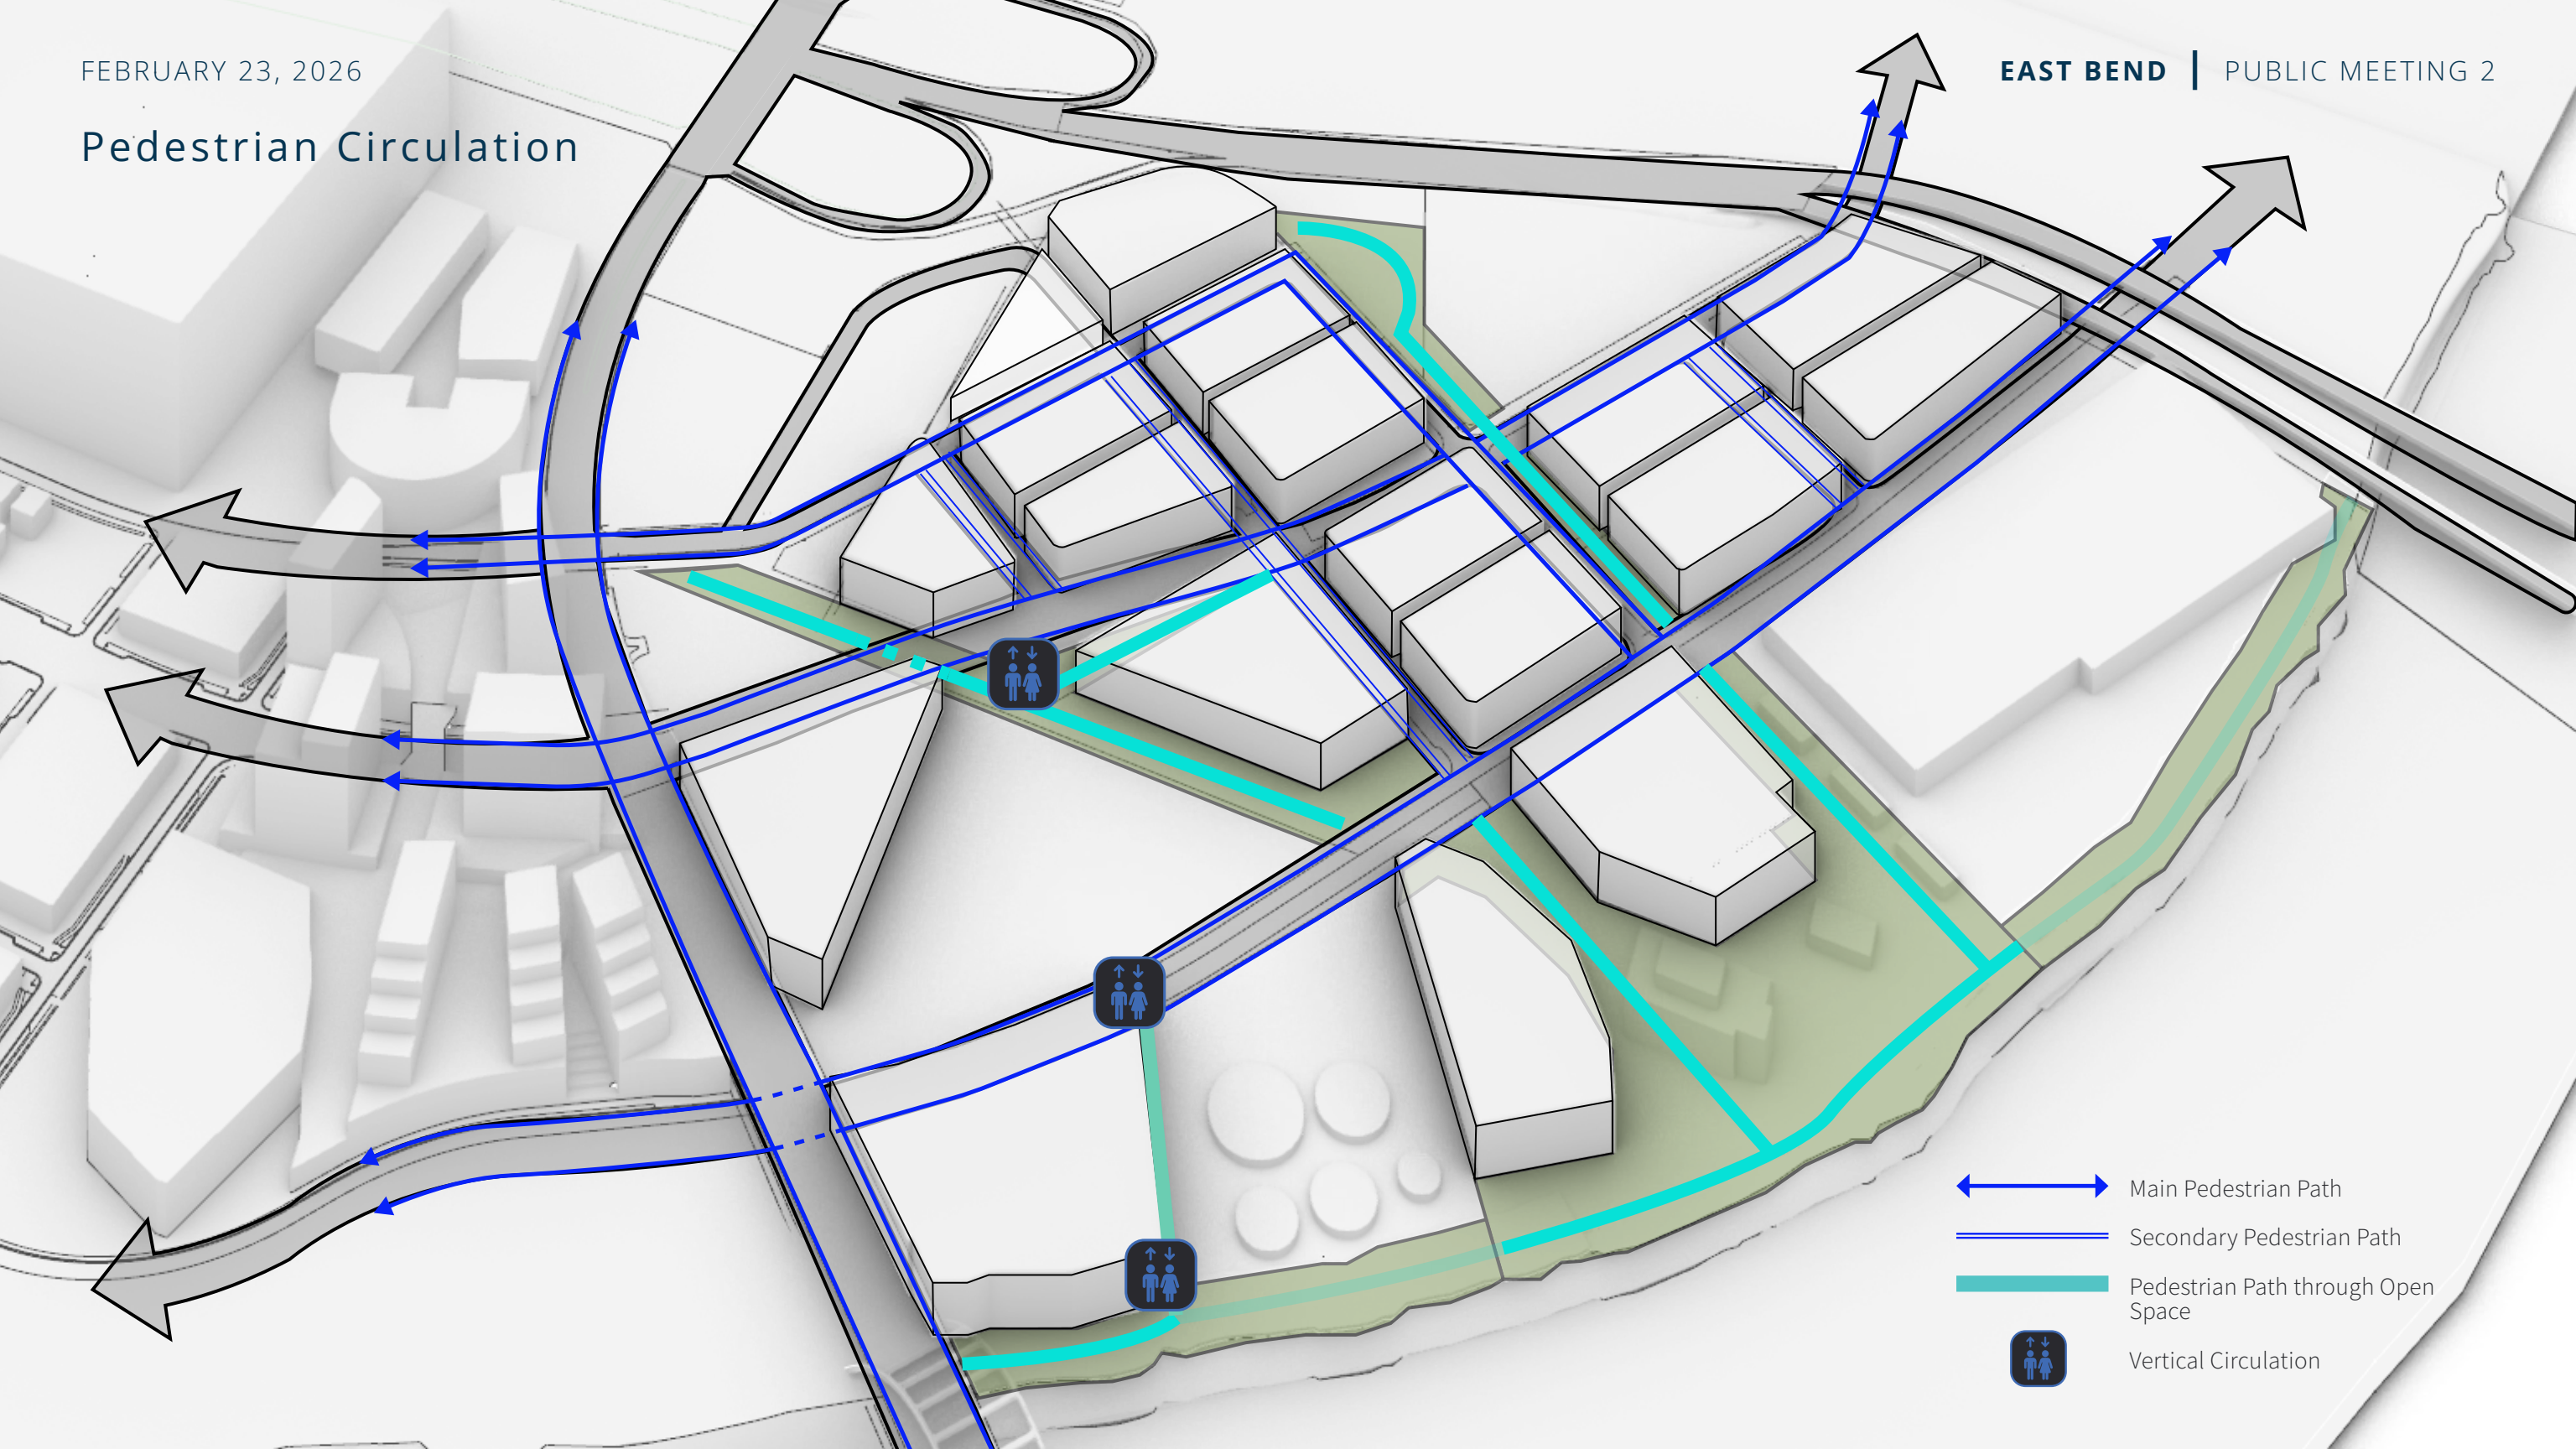 FEBRUARY 23, 2026
EAST BEND | PUBLIC MEETING 2
Pedestrian Circulation
Main Pedestrian Path
Secondary Pedestrian Path
Pedestrian Path through Open
Space
Vertical Circulation